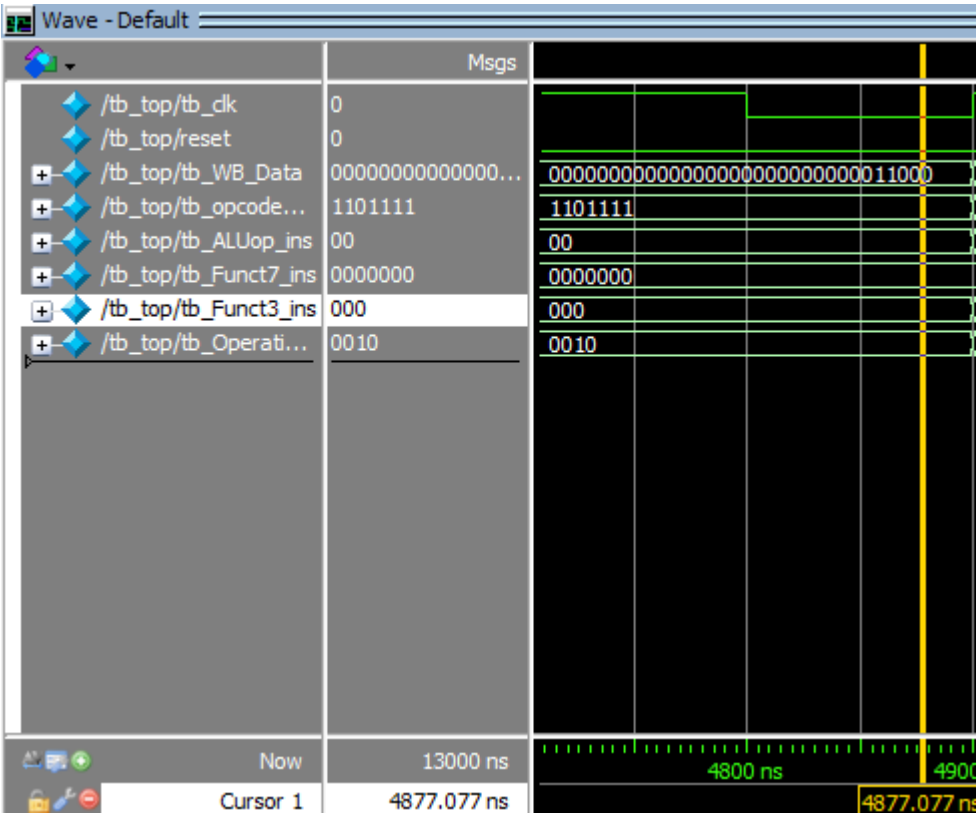 Wave - Default
Msgs
/tb_top/tb_clk 0
/tb_top/reset 0
/tb_top/tb_WB_Data 00000000000000... 00000000000000000000000000011000
/tb_top/tb_opcode... 1101111 1101111
/tb_top/tb_ALUop_ins 00 00
/tb_top/tb_Funct7_ins 0000000 0000000
/tb_top/tb_Funct3_ins 000 000
/tb_top/tb_Operati... 0010 0010
Now 13000 ns 4800 ns 4900
Cursor 1 4877.077 ns 4877.077 ns